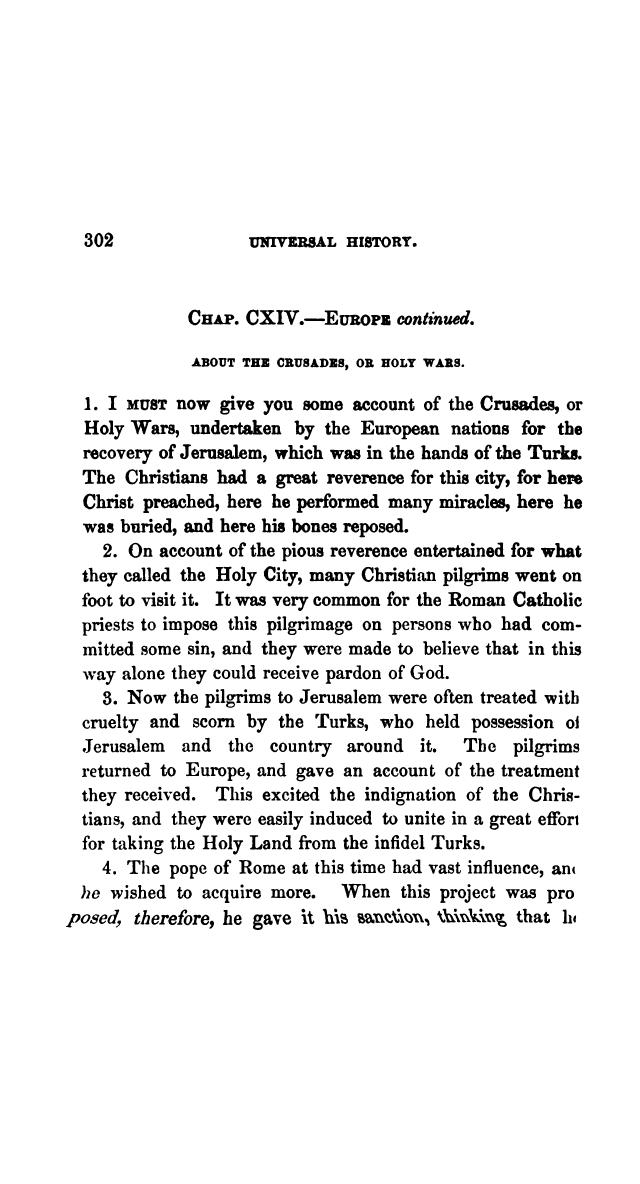 302 UNIVERSAL HISTORY.
CHAP. CXIV.—EUROPE continued.
ABOUT THE CRUSADES, OR HOLY WARS.
1. I MUST now give you some account of the Crusades, or
Holy Wars, undertaken by the European nations for the
recovery of Jerusalem, which was in the hands of the Turks.
The Christians had a great reverence for this city, for here
Christ preached, here he performed many miracles, here he
was buried, and here his bones reposed.
2. On account of the pious reverence entertained for what
they called the Holy City, many Christian pilgrims went on
foot to visit it. It was very common for the Roman Catholic
priests to impose this pilgrimage on persons who had com-
mitted some sin, and they were made to believe that in this
way alone they could receive pardon of God.
3. Now the pilgrims to Jerusalem were often treated with
cruelty and scorn by the Turks, who held possession of
Jerusalem and the country around it. The pilgrims
returned to Europe, and gave an account of the treatment
they received. This excited the indignation of the Chris-
tians, and they were easily induced to unite in a great effort
for taking the Holy Land from the infidel Turks.
4. The pope of Rome at this time had vast influence, an
he wished to acquire more. When this project was pro
posed, therefore, he gave it his sanction, thinking that h